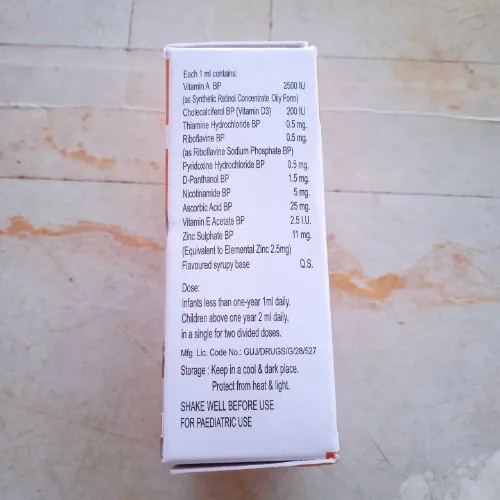 Each 1 ml contains:
Vitamin A BP 2500 IU
(as Synthetic Retinol Concentrate Oily Form)
Cholecalciferol BP (Vitamin D3) 200 IU
Thiamine Hydrochloride BP 0.5 mg.
Riboflavine BP 0.5 mg.
(as Riboflavine Sodium Phosphate BP)
Pyridoxine Hydrochloride BP 0.5 mg.
D-Panthanol BP 1.5 mg.
Nicotinamide BP 5 mg.
Ascorbic Acid BP 25 mg.
Vitamin E Acetate BP 2.5 I.U.
Zinc Sulphate BP 11 mg.
(Equivalent to Elemental Zinc 2.5mg)
Flavoured syrupy base Q.S.
Dose:
Infants less than one-year 1ml daily.
Children above one year 2 ml daily.
in a single for two divided doses.
Mfg. Lic. Code No.: GUJ/DRUGS/G/28/527
Storage : Keep in a cool & dark place.
Protect from heat & light.
SHAKE WELL BEFORE USE
FOR PAEDIATRIC USE